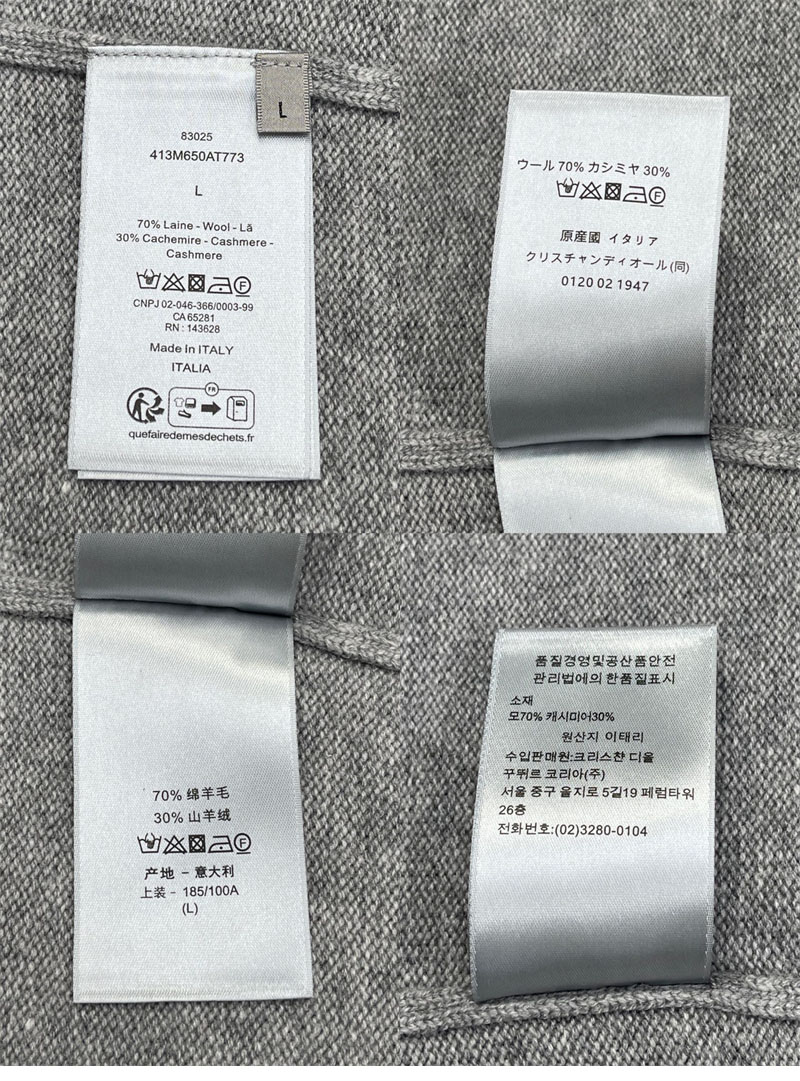 L
83025
413M650AT773
L
70% Laine - Wool - Lã
30% Cachemire - Cashmere -
Cashmere
F
CNPJ 02-046-366/0003-99
CA 65281
RN : 143628
Made In ITALY
ITALIA
FR
quefairedemesdechets.fr
ウール 70% カシミヤ 30%
F
原産國 イタリア
クリスチャンディオール(同)
0120 02 1947
70% 绵羊毛
30% 山羊绒
F
产地 - 意大利
上装 - 185/100A
(L)
품질경영및공산품안전
관리법에의한품질표시
소재
모70% 캐시미어30%
원산지 이태리
수입판매원:크리스챤 디올
꾸뛰르 코리아(주)
서울 중구 을지로 5길19 페럼타워
26층
전화번호:(02)3280-0104